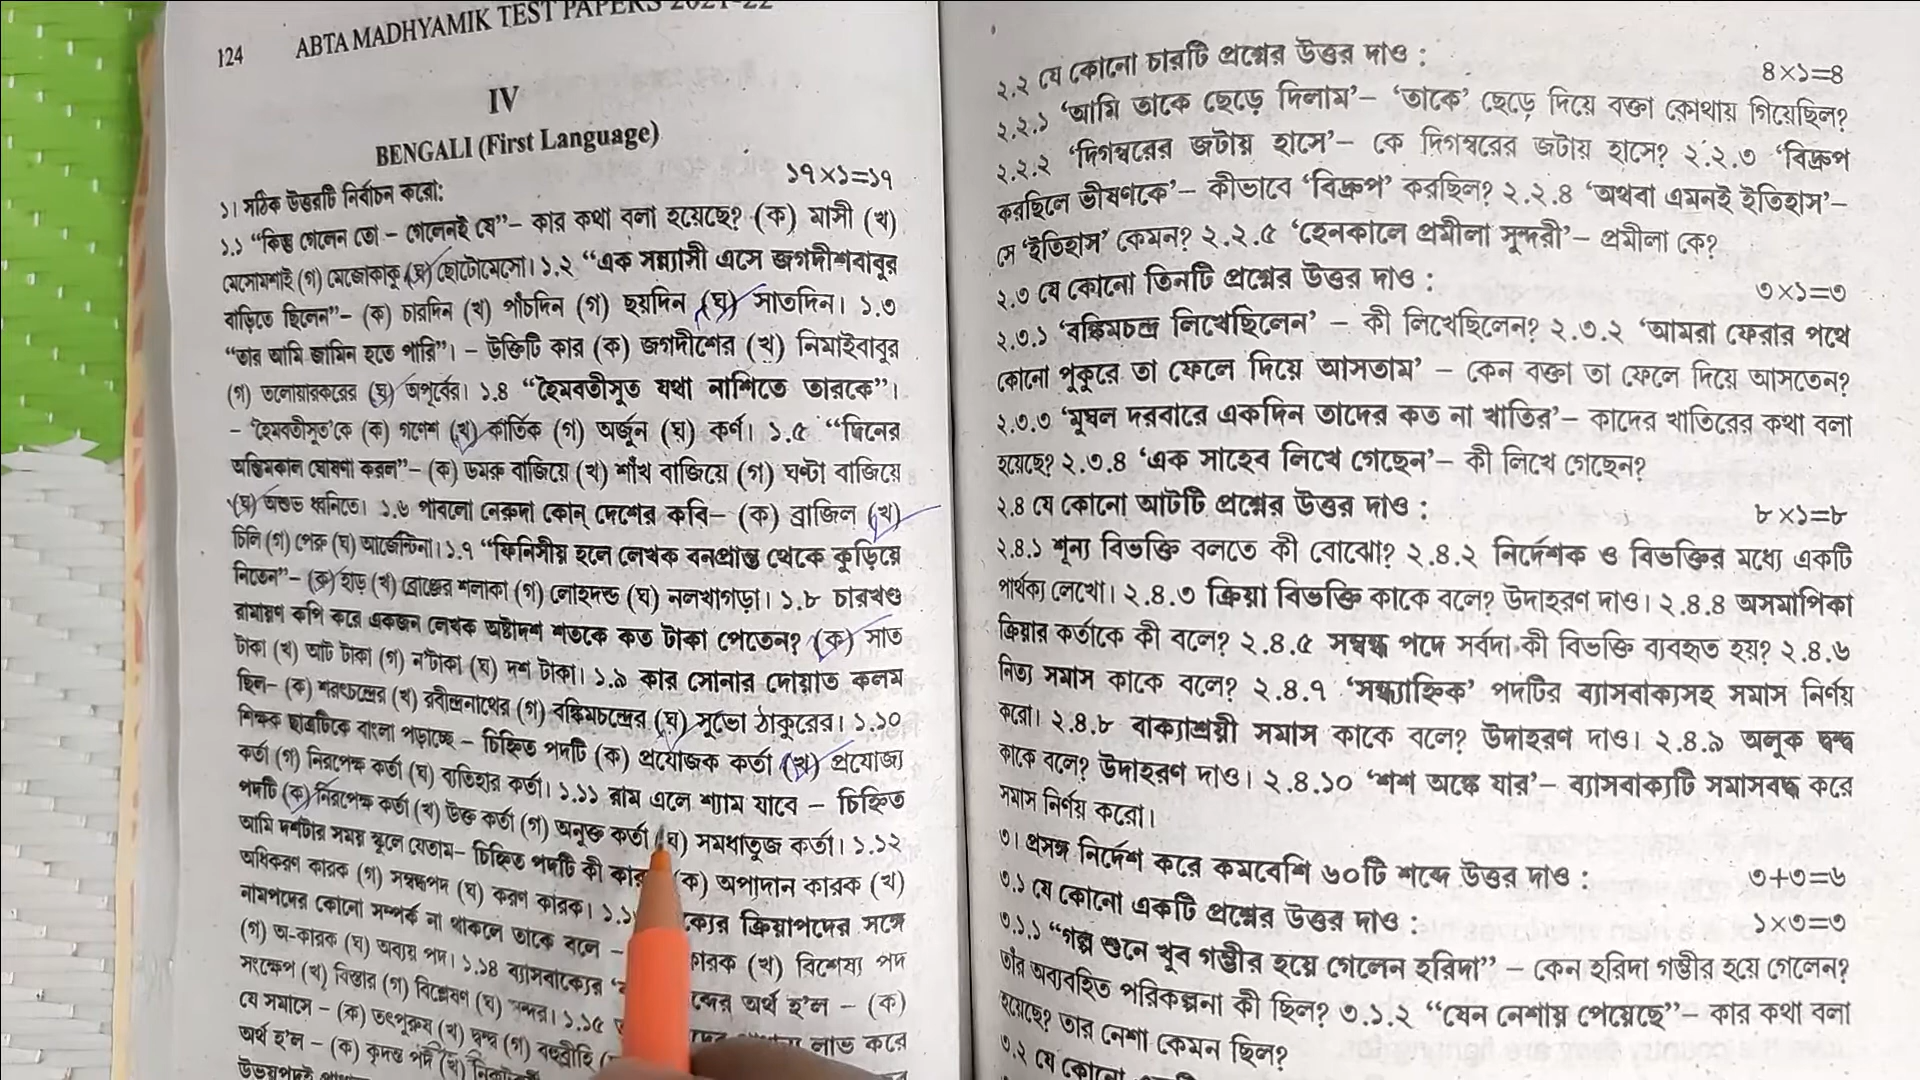 124 ABTA MADHYAMIK TEST PAPERS 2021-22
IV
BENGALI (First Language)
১। সঠিক উত্তরটি নির্বাচন করো: ১৭×১=১৭
১.১ “কিন্তু গেলেন তো – গেলেনই যে”– কার কথা বলা হয়েছে? (ক) মাসী (খ)
মেসোমশাই (গ) মেজোকাকু (ঘ) ছোটোমেসো। ১.২ “এক সন্ন্যাসী এসে জগদীশবাবুর
বাড়িতে ছিলেন”– (ক) চারদিন (খ) পাঁচদিন (গ) ছয়দিন (ঘ) সাতদিন। ১.৩
“তার আমি জামিন হতে পারি”। – উক্তিটি কার (ক) জগদীশের (খ) নিমাইবাবুর
(গ) তলোয়ারকরের (ঘ) অপূর্বের। ১.৪ “হৈমবতীসুত যথা নাশিতে তারকে”।
– ‘হৈমবতীসুত’কে (ক) গণেশ (খ) কার্তিক (গ) অর্জুন (ঘ) কর্ণ। ১.৫ “দিনের
অন্তিমকাল ঘোষণা করল”– (ক) ডমরু বাজিয়ে (খ) শাঁখ বাজিয়ে (গ) ঘণ্টা বাজিয়ে
(ঘ) অশুভ ধ্বনিতে। ১.৬ পাবলো নেরুদা কোন্ দেশের কবি– (ক) ব্রাজিল (খ)
চিলি (গ) পেরু (ঘ) আর্জেন্টিনা। ১.৭ “ফিনিসীয় হলে লেখক বনপ্রান্ত থেকে কুড়িয়ে
নিতেন”– (ক) হাড় (খ) ব্রোঞ্জের শলাকা (গ) লোহদন্ড (ঘ) নলখাগড়া। ১.৮ চারখণ্ড
রামায়ণ কপি করে একজন লেখক অষ্টাদশ শতকে কত টাকা পেতেন? (ক) সাত
টাকা (খ) আট টাকা (গ) ন'টাকা (ঘ) দশ টাকা। ১.৯ কার সোনার দোয়াত কলম
ছিল– (ক) শরৎচন্দ্রের (খ) রবীন্দ্রনাথের (গ) বঙ্কিমচন্দ্রের (ঘ) সুভো ঠাকুরের। ১.১০
শিক্ষক ছাত্রটিকে বাংলা পড়াচ্ছে – চিহ্নিত পদটি (ক) প্রযোজক কর্তা (খ) প্রযোজ্য
কর্তা (গ) নিরপেক্ষ কর্তা (ঘ) ব্যতিহার কর্তা। ১.১১ রাম এলে শ্যাম যাবে – চিহ্নিত
পদটি (ক) নিরপেক্ষ কর্তা (খ) উক্ত কর্তা (গ) অনুক্ত কর্তা (ঘ) সমধাতুজ কর্তা। ১.১২
আমি দশটার সময় স্কুলে যেতাম– চিহ্নিত পদটি কী (ক) অপাদান কারক (খ)
অধিকরণ কারক (গ) সম্বন্ধপদ (ঘ) করণ কারক। ক্রিয়াপদের সঙ্গে
নামপদের কোনো সম্পর্ক না থাকলে তাকে বলে – (খ) বিশেষ্য পদ
(গ) অ-কারক (ঘ) অব্যয় পদ। ১.১৪ ব্যাসবাক্যের অর্থ হ'ল – (ক)
সংক্ষেপ (খ) বিস্তার (গ) বিশ্লেষণ (ঘ) ১.১৫ লাভ করে
যে সমাসে – (ক) তৎপুরুষ (খ) দ্বন্দ্ব (গ) বহুব্রীহি
অর্থ হ'ল – (ক) কৃদন্ত পদ (খ)
২.২ যে কোনো চারটি প্রশ্নের উত্তর দাও : ৪×১=৪
২.২.১ ‘আমি তাকে ছেড়ে দিলাম’– ‘তাকে’ ছেড়ে দিয়ে বক্তা কোথায় গিয়েছিল?
২.২.২ ‘দিগম্বরের জটায় হাসে’– কে দিগম্বরের জটায় হাসে? ২.২.৩ ‘বিদ্রুপ
করছিলে ভীষণকে’– কীভাবে ‘বিদ্রুপ’ করছিল? ২.২.৪ ‘অথবা এমনই ইতিহাস’–
সে ‘ইতিহাস’ কেমন? ২.২.৫ ‘হেনকালে প্রমীলা সুন্দরী’– প্রমীলা কে?
২.৩ যে কোনো তিনটি প্রশ্নের উত্তর দাও : ৩×১=৩
২.৩.১ ‘বঙ্কিমচন্দ্র লিখেছিলেন’ – কী লিখেছিলেন? ২.৩.২ ‘আমরা ফেরার পথে
কোনো পুকুরে তা ফেলে দিয়ে আসতাম’ – কেন বক্তা তা ফেলে দিয়ে আসতেন?
২.৩.৩ ‘মুঘল দরবারে একদিন তাদের কত না খাতির’– কাদের খাতিরের কথা বলা
হয়েছে? ২.৩.৪ ‘এক সাহেব লিখে গেছেন’– কী লিখে গেছেন?
২.৪ যে কোনো আটটি প্রশ্নের উত্তর দাও : ৮×১=৮
২.৪.১ শূন্য বিভক্তি বলতে কী বোঝো? ২.৪.২ নির্দেশক ও বিভক্তির মধ্যে একটি
পার্থক্য লেখো। ২.৪.৩ ক্রিয়া বিভক্তি কাকে বলে? উদাহরণ দাও। ২.৪.৪ অসমাপিকা
ক্রিয়ার কর্তাকে কী বলে? ২.৪.৫ সম্বন্ধ পদে সর্বদা কী বিভক্তি ব্যবহৃত হয়? ২.৪.৬
নিত্য সমাস কাকে বলে? ২.৪.৭ ‘সন্ধ্যাহ্নিক’ পদটির ব্যাসবাক্যসহ সমাস নির্ণয়
করো। ২.৪.৮ বাক্যাশ্রয়ী সমাস কাকে বলে? উদাহরণ দাও। ২.৪.৯ অলুক দ্বন্দ্ব
কাকে বলে? উদাহরণ দাও। ২.৪.১০ ‘শশ অঙ্কে যার’– ব্যাসবাক্যটি সমাসবদ্ধ করে
সমাস নির্ণয় করো।
৩। প্রসঙ্গ নির্দেশ করে কমবেশি ৬০টি শব্দে উত্তর দাও : ৩+৩=৬
৩.১ যে কোনো একটি প্রশ্নের উত্তর দাও : ১×৩=৩
৩.১.১ “গল্প শুনে খুব গম্ভীর হয়ে গেলেন হরিদা” – কেন হরিদা গম্ভীর হয়ে গেলেন?
তাঁর অব্যবহিত পরিকল্পনা কী ছিল? ৩.১.২ “যেন নেশায় পেয়েছে”– কার কথা বলা
হয়েছে? তার নেশা কেমন ছিল?
৩.২ যে কোনো